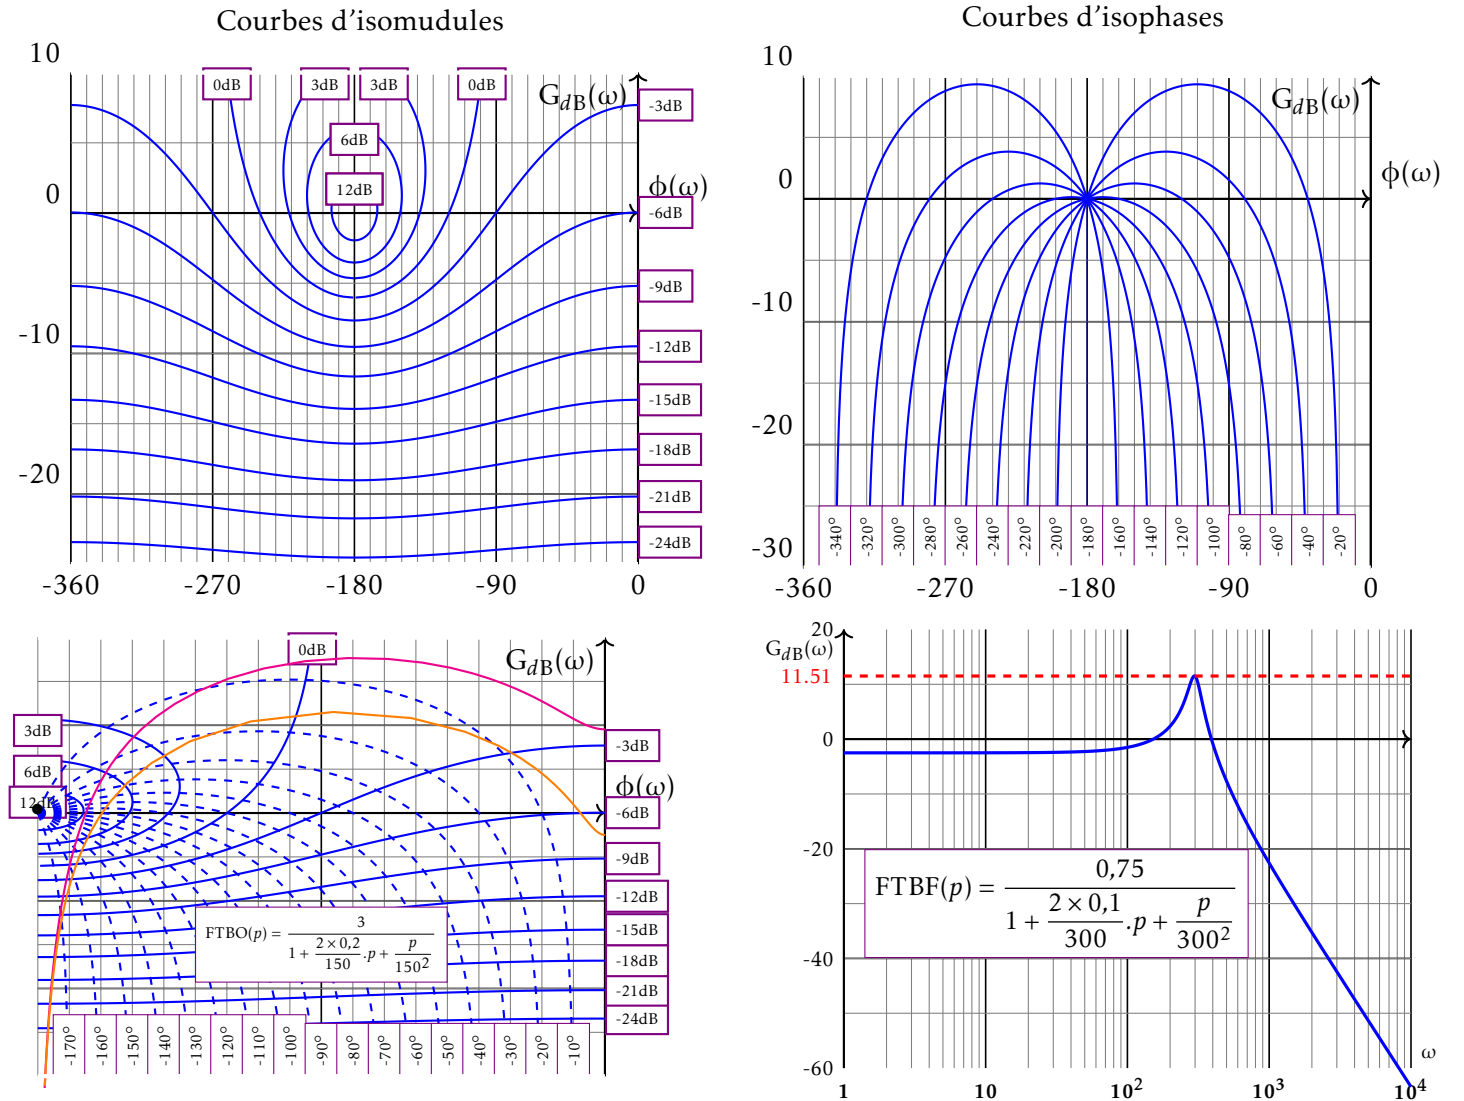 Courbes d'isomudules
10
0dB
3dB
3dB
0dB
G_dB(ω)
-3dB
6dB
12dB
0
ϕ(ω)
-6dB
-9dB
-10
-12dB
-15dB
-18dB
-20
-21dB
-24dB
-360
-270
-180
-90
0
Courbes d'isophases
10
G_dB(ω)
0
ϕ(ω)
-10
-20
-30
-340°
-320°
-300°
-280°
-260°
-240°
-220°
-200°
-180°
-160°
-140°
-120°
-100°
-80°
-60°
-40°
-20°
-360
-270
-180
-90
0
0dB
G_dB(ω)
3dB
-3dB
6dB
12dB
ϕ(ω)
-6dB
-9dB
-12dB
-15dB
-18dB
-21dB
-24dB
FTBO(p) = 3 / (1 + (2 × 0,2 / 150).p + p / 150²)
-170°
-160°
-150°
-140°
-130°
-120°
-110°
-100°
-90°
-80°
-70°
-60°
-50°
-40°
-30°
-20°
-10°
20
G_dB(ω)
11.51
0
-20
-40
-60
FTBF(p) = 0,75 / (1 + (2 × 0,1 / 300).p + p / 300²)
ω
1
10
10²
10³
10⁴